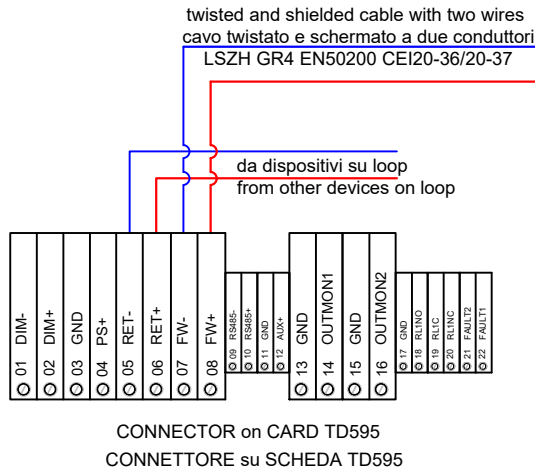 twisted and shielded cable with two wires
cavo twistato e schermato a due conduttori
LSZH GR4 EN50200 CEI20-36/20-37
da dispositivi su loop
from other devices on loop
01 DIM-
02 DIM+
03 GND
04 PS+
05 RET-
06 RET+
07 FW-
08 FW+
09 RS485-
10 RS485+
11 GND
12 AUX+
13 GND
14 OUTMON1
15 GND
16 OUTMON2
17 GND
18 RL1NO
19 RL1C
20 RL1NC
21 FAULT2
22 FAULT1
CONNECTOR on CARD TD595
CONNETTORE su SCHEDA TD595